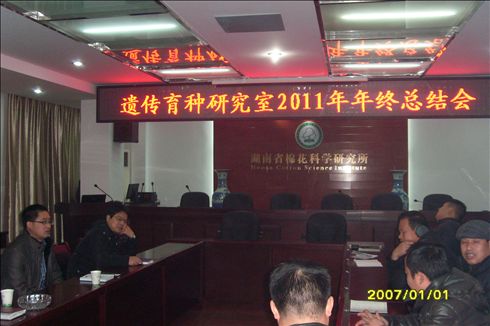 遗传育种研究室2011年年终总结会
湖南省棉花科学研究所
Hunan Cotton Science Institute
2007/01/01